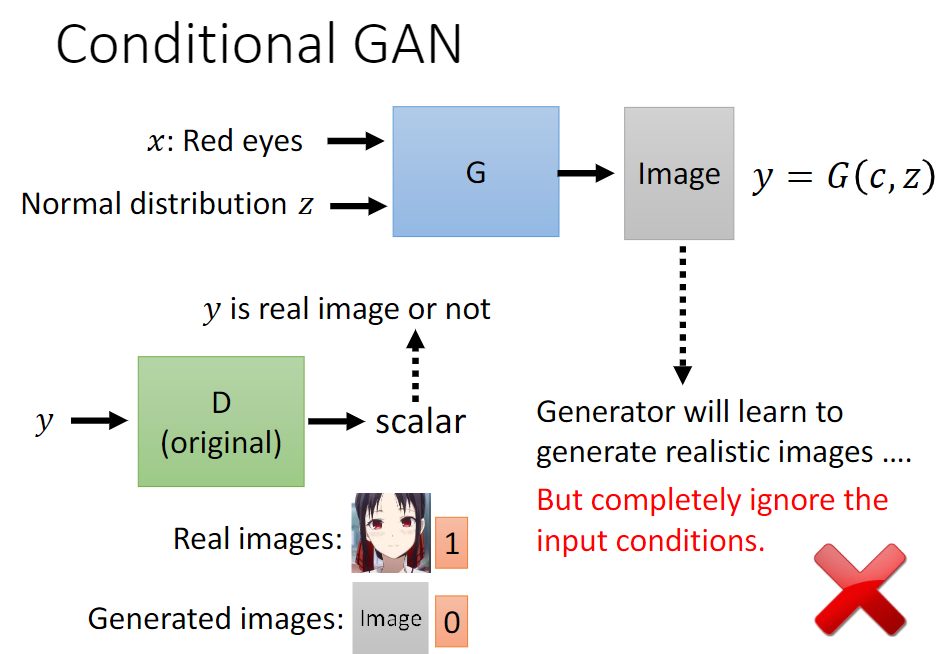 Conditional GAN
x: Red eyes
Normal distribution z
G
Image
y = G(c, z)
y is real image or not
y
D
(original)
scalar
Generator will learn to
generate realistic images ....
But completely ignore the
input conditions.
Real images:
1
Generated images:
Image
0